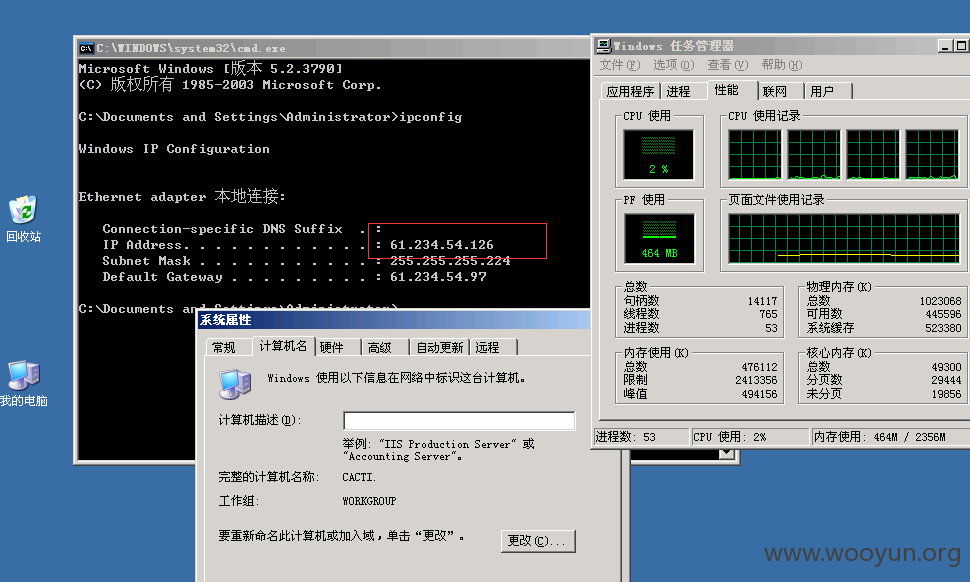 C:\WINDOWS\system32\cmd.exe
Microsoft Windows [版本 5.2.3790]
(C) 版权所有 1985-2003 Microsoft Corp.
C:\Documents and Settings\Administrator>ipconfig
Windows IP Configuration
Ethernet adapter 本地连接:
Connection-specific DNS Suffix . :
IP Address. . . . . . . . . . . . : 61.234.54.126
Subnet Mask . . . . . . . . . . . : 255.255.255.224
Default Gateway . . . . . . . . . : 61.234.54.97
C:\Documents and Settings\Administrator>
回收站
我的电脑
Windows 任务管理器
文件(F) 选项(O) 查看(V) 帮助(H)
应用程序 进程 性能 联网 用户
CPU 使用 CPU 使用记录
2 %
PF 使用 页面文件使用记录
464 MB
总数
句柄数 14117
线程数 765
进程数 53
物理内存(K)
总数 1023068
可用数 445596
系统缓存 523380
内存使用(K)
总数 476112
限制 2413356
峰值 494156
核心内存(K)
总数 49300
分页数 29444
未分页 19856
进程数: 53 CPU 使用: 2% 内存使用: 464M / 2356M
系统属性
常规 计算机名 硬件 高级 自动更新 远程
Windows 使用以下信息在网络中标识这台计算机。
计算机描述(D):
举例: "IIS Production Server" 或
"Accounting Server"。
完整的计算机名称: CACTI.
工作组: WORKGROUP
要重新命名此计算机或加入域，单击“更改”。
更改(C)...
www.wooyun.org